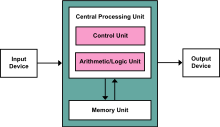 Central Processing Unit
Control Unit
Input
Device
Arithmetic/Logic Unit
Output
Device
Memory Unit